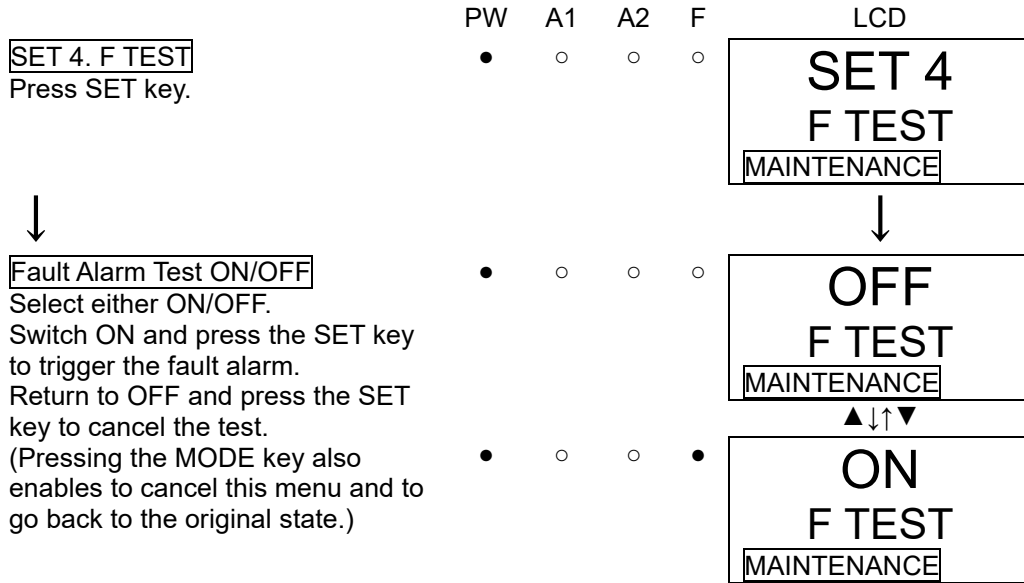 PW A1 A2 F LCD
SET 4. F TEST ● ○ ○ ○ SET 4
Press SET key.
F TEST
MAINTENANCE
↓ ↓
Fault Alarm Test ON/OFF ● ○ ○ ○ OFF
Select either ON/OFF.
Switch ON and press the SET key F TEST
to trigger the fault alarm. MAINTENANCE
Return to OFF and press the SET
key to cancel the test. ▲↓↑▼
(Pressing the MODE key also ● ○ ○ ● ON
enables to cancel this menu and to
go back to the original state.) F TEST
MAINTENANCE